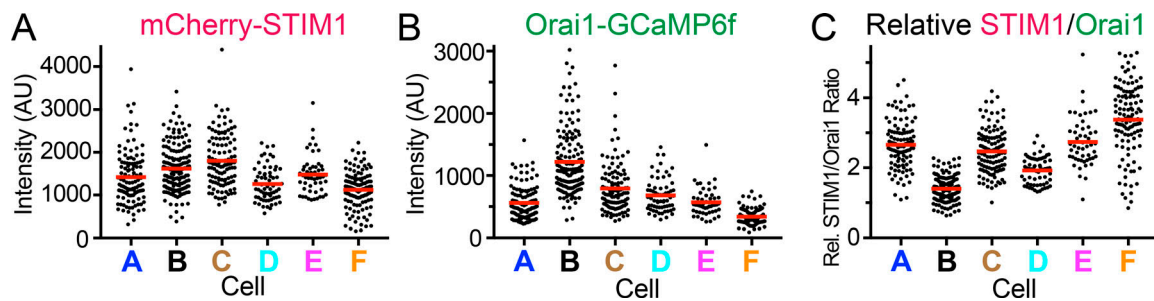 A mCherry-STIM1
Intensity (AU)
4000
3000
2000
1000
0
A B C D E F
Cell
B Orai1-GCaMP6f
Intensity (AU)
3000
2000
1000
0
A B C D E F
Cell
C Relative STIM1/Orai1
Rel. STIM1/Orai1 Ratio
4
2
0
A B C D E F
Cell